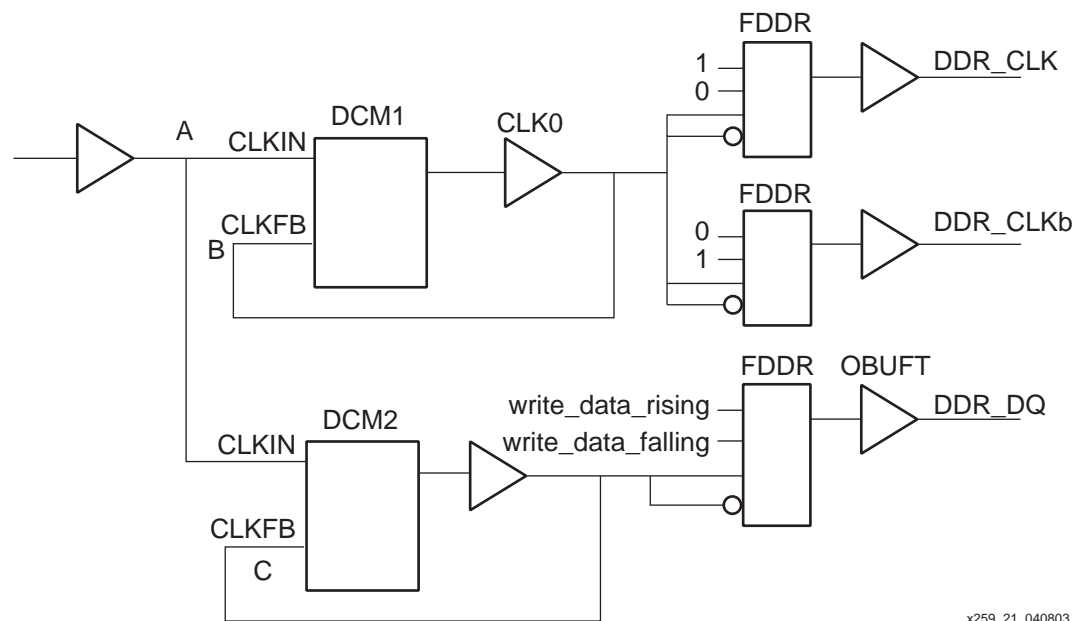 FDDR
1
0
DDR_CLK
A
CLKIN
DCM1
CLK0
CLKFB
B
FDDR
0
1
DDR_CLKb
FDDR
OBUFT
write_data_rising
write_data_falling
DDR_DQ
DCM2
CLKIN
CLKFB
C
x259_21_040803